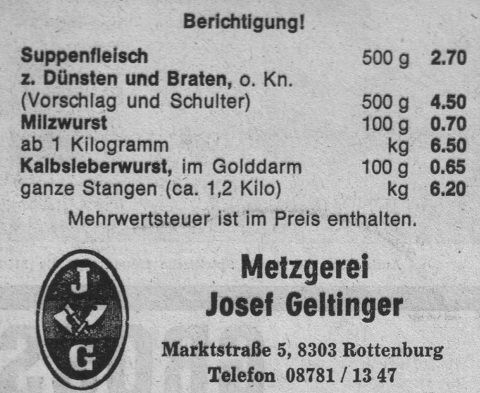 Berichtigung!
Suppenfleisch 500 g 2.70
z. Dünsten und Braten, o. Kn.
(Vorschlag und Schulter) 500 g 4.50
Milzwurst 100 g 0.70
ab 1 Kilogramm kg 6.50
Kalbsleberwurst, im Golddarm 100 g 0.65
ganze Stangen (ca. 1,2 Kilo) kg 6.20
Mehrwertsteuer ist im Preis enthalten.
J
G
Metzgerei
Josef Geltinger
Marktstraße 5, 8303 Rottenburg
Telefon 08781 / 13 47